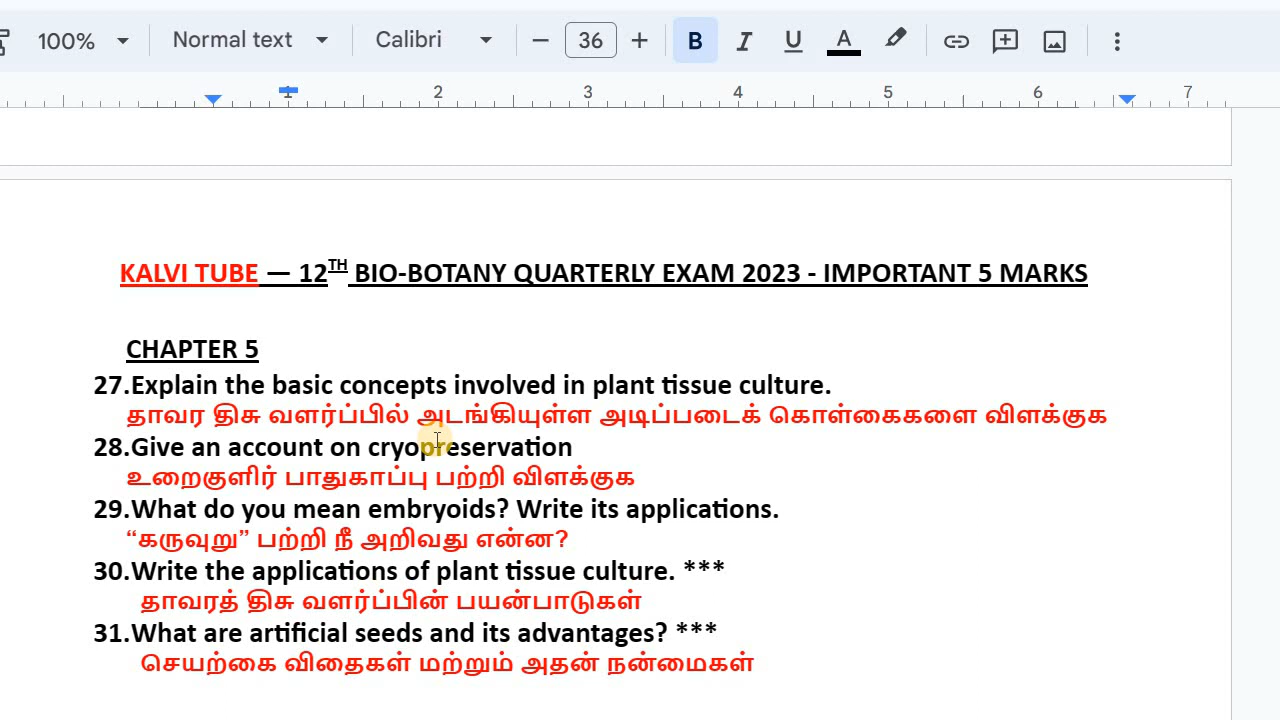 100% Normal text Calibri 36 B I U A
1 2 3 4 5 6 7
KALVI TUBE — 12TH BIO-BOTANY QUARTERLY EXAM 2023 - IMPORTANT 5 MARKS
CHAPTER 5
27.Explain the basic concepts involved in plant tissue culture.
தாவர திசு வளர்ப்பில் அடங்கியுள்ள அடிப்படைக் கொள்கைகளை விளக்குக
28.Give an account on cryopreservation
உறைகுளிர் பாதுகாப்பு பற்றி விளக்குக
29.What do you mean embryoids? Write its applications.
“கருவுறு” பற்றி நீ அறிவது என்ன?
30.Write the applications of plant tissue culture. ***
தாவரத் திசு வளர்ப்பின் பயன்பாடுகள்
31.What are artificial seeds and its advantages? ***
செயற்கை விதைகள் மற்றும் அதன் நன்மைகள்